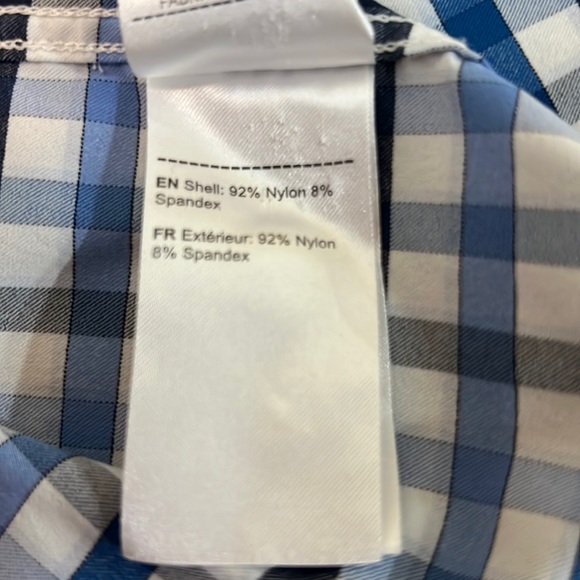 EN Shell: 92% Nylon 8%
Spandex
FR Extérieur: 92% Nylon
8% Spandex